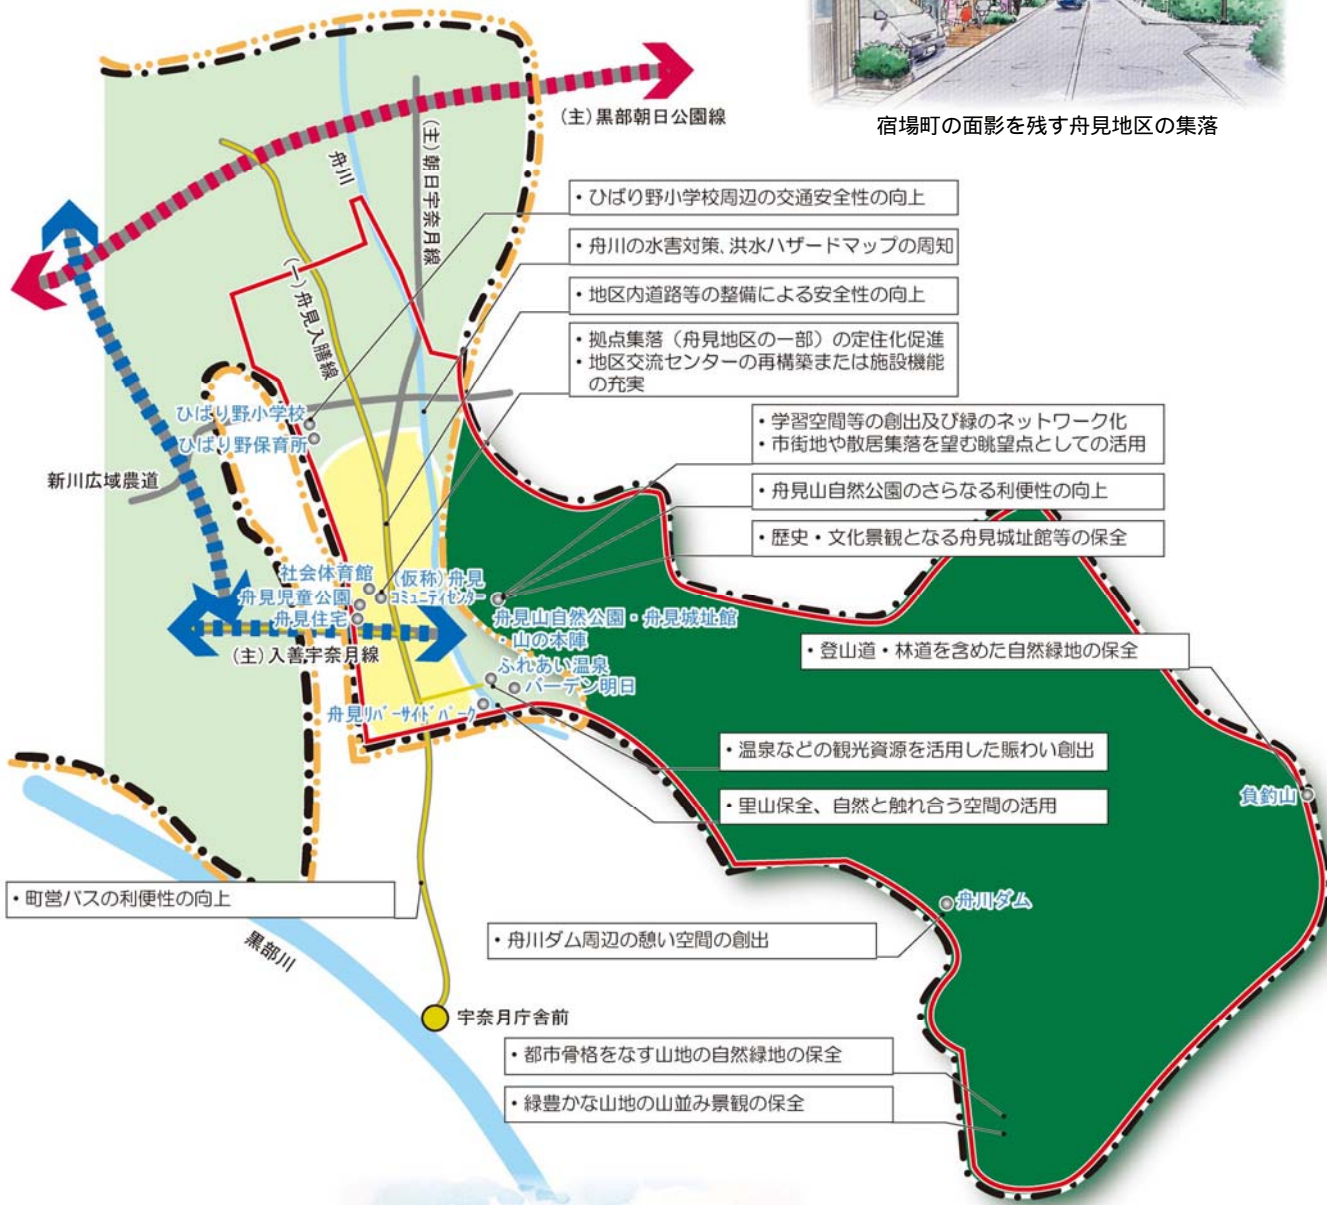 宿場町の面影を残す舟見地区の集落
(主)黒部朝日公園線
舟川
(主)朝日宇奈月線
(一)舟見入膳線
・ひばり野小学校周辺の交通安全性の向上
・舟川の水害対策、洪水ハザードマップの周知
・地区内道路等の整備による安全性の向上
・拠点集落（舟見地区の一部）の定住化促進
・地区交流センターの再構築または施設機能
の充実
・学習空間等の創出及び緑のネットワーク化
・市街地や散居集落を望む眺望点としての活用
・舟見山自然公園のさらなる利便性の向上
・歴史・文化景観となる舟見城址館等の保全
ひばり野小学校
ひばり野保育所
新川広域農道
社会体育館
舟見児童公園
舟見住宅
(仮称)舟見
コミュニティセンター
(主)入善宇奈月線
舟見山自然公園・舟見城址館
・山の本陣
ふれあい温泉
バーデン明日
舟見リバーサイドパーク
・登山道・林道を含めた自然緑地の保全
・温泉などの観光資源を活用した賑わい創出
・里山保全、自然と触れ合う空間の活用
負釣山
・町営バスの利便性の向上
舟川ダム
・舟川ダム周辺の憩い空間の創出
黒部川
宇奈月庁舎前
・都市骨格をなす山地の自然緑地の保全
・緑豊かな山地の山並み景観の保全